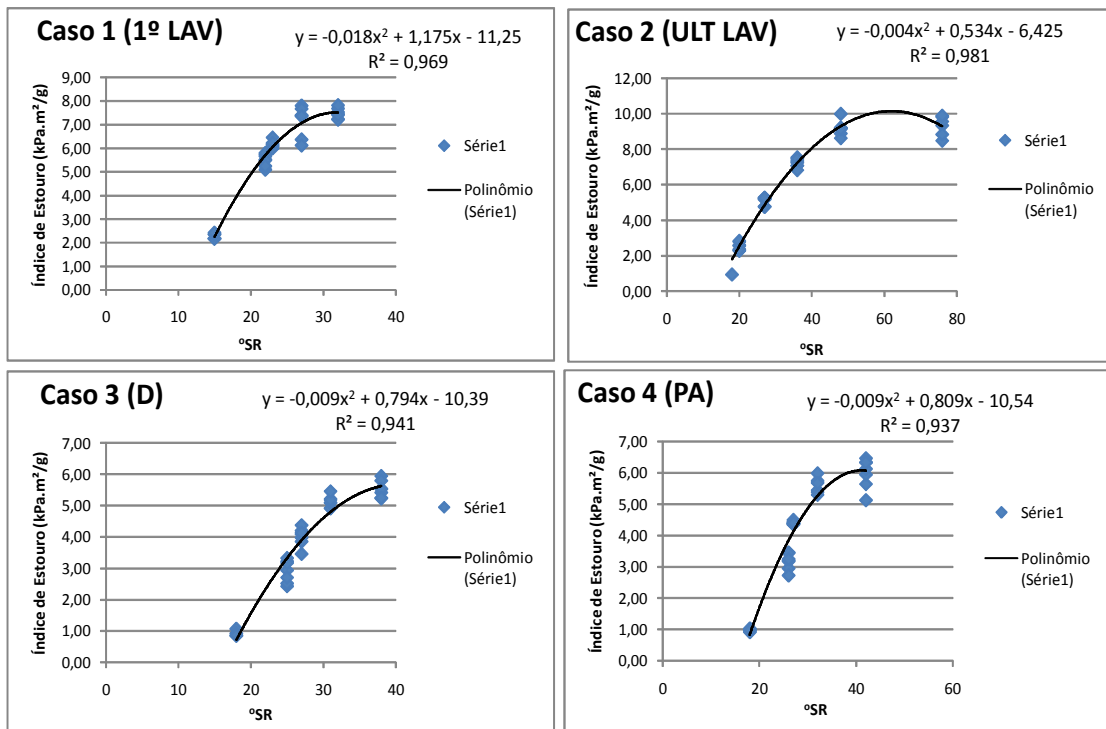 Caso 1 (1º LAV)
y = -0,018x² + 1,175x - 11,25
R² = 0,969
Índice de Estouro (kPa.m²/g)
9,00
8,00
7,00
6,00
5,00
4,00
3,00
2,00
1,00
0,00
0 10 20 30 40
°SR
Série1
Polinômio
(Série1)
Caso 2 (ULT LAV)
y = -0,004x² + 0,534x - 6,425
R² = 0,981
Índice de Estouro (kPa.m²/g)
12,00
10,00
8,00
6,00
4,00
2,00
0,00
0 20 40 60 80
°SR
Série1
Polinômio
(Série1)
Caso 3 (D)
y = -0,009x² + 0,794x - 10,39
R² = 0,941
Índice de Estouro (kPa.m²/g)
7,00
6,00
5,00
4,00
3,00
2,00
1,00
0,00
0 10 20 30 40
°SR
Série1
Polinômio
(Série1)
Caso 4 (PA)
y = -0,009x² + 0,809x - 10,54
R² = 0,937
Índice de Estouro (kPa.m²/g)
7,00
6,00
5,00
4,00
3,00
2,00
1,00
0,00
0 20 40 60
°SR
Série1
Polinômio
(Série1)